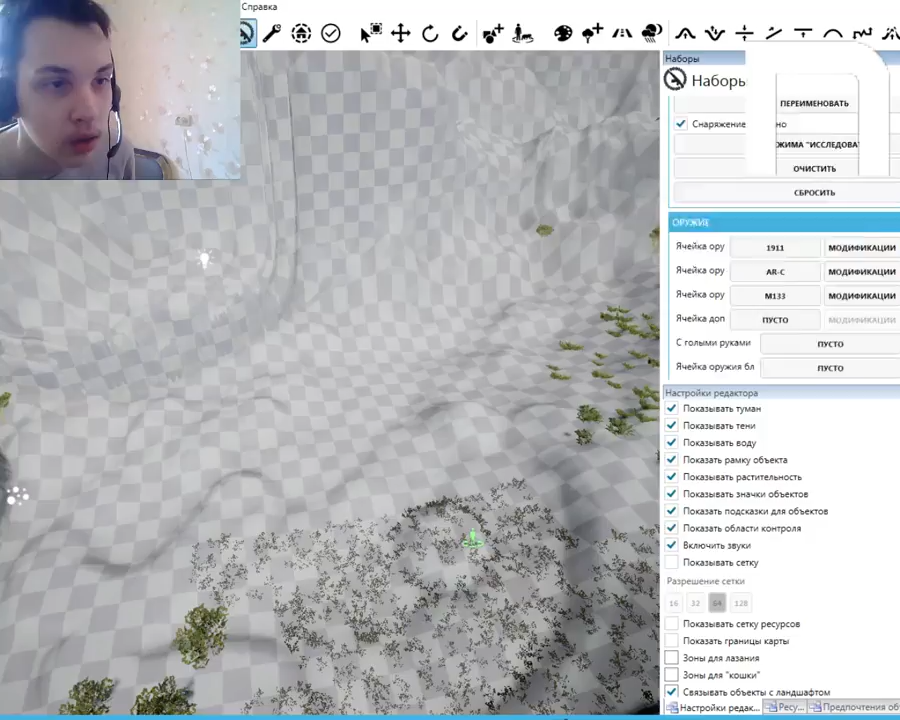 Справка
Наборы
Наборы
ПЕРЕИМЕНОВАТЬ
Снаряжение но
ЖИМА "ИССЛЕДОВА
ОЧИСТИТЬ
СБРОСИТЬ
ОРУЖИЕ
Ячейка ору 1911 МОДИФИКАЦИИ
Ячейка ору AR-C МОДИФИКАЦИИ
Ячейка ору M133 МОДИФИКАЦИИ
Ячейка доп ПУСТО МОДИФИКАЦИИ
С голыми руками ПУСТО
Ячейка оружия бл ПУСТО
Настройки редактора
Показывать туман
Показывать тени
Показывать воду
Показать рамку объекта
Показывать растительность
Показывать значки объектов
Показать подсказки для объектов
Показать области контроля
Включить звуки
Показывать сетку
Разрешение сетки
16 32 64 128
Показывать сетку ресурсов
Показать границы карты
Зоны для лазания
Зоны для "кошки"
Связывать объекты с ландшафтом
Настройки редак... Ресу... Предпочтения об